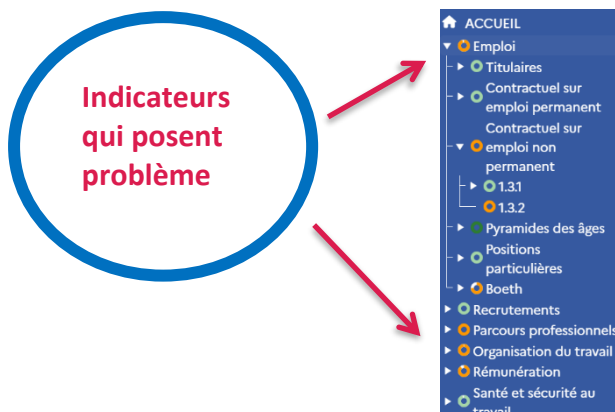 Indicateurs
qui posent
problème
ACCUEIL
Emploi
Titulaires
Contractuel sur
emploi permanent
Contractuel sur
emploi non
permanent
1.3.1
1.3.2
Pyramides des âges
Positions
particulières
Boeth
Recrutements
Parcours professionnels
Organisation du travail
Rémunération
Santé et sécurité au
travail